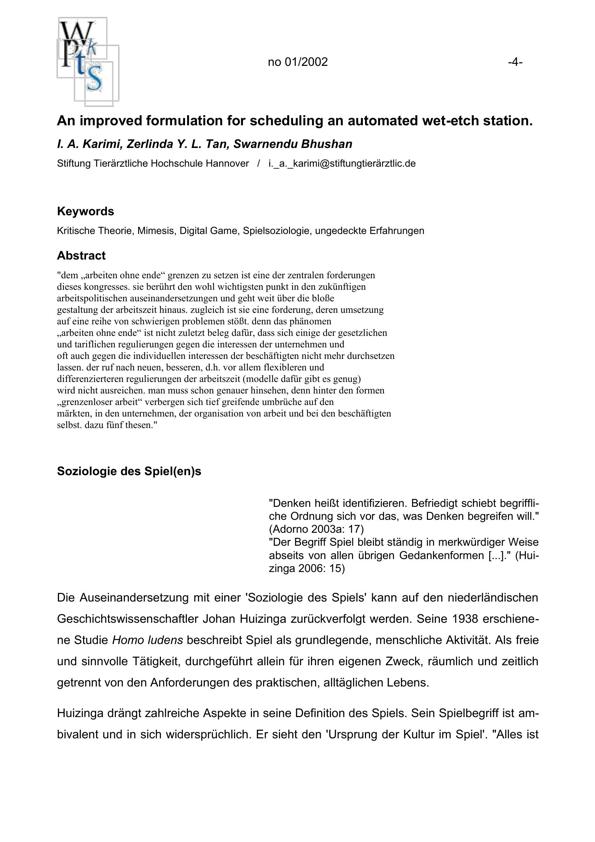 W
P k
t s
S
no 01/2002 -4-
An improved formulation for scheduling an automated wet-etch station.
I. A. Karimi, Zerlinda Y. L. Tan, Swarnendu Bhushan
Stiftung Tierärztliche Hochschule Hannover / i._a._karimi@stiftungtierärztlic.de
Keywords
Kritische Theorie, Mimesis, Digital Game, Spielsoziologie, ungedeckte Erfahrungen
Abstract
"dem „arbeiten ohne ende“ grenzen zu setzen ist eine der zentralen forderungen
dieses kongresses. sie berührt den wohl wichtigsten punkt in den zukünftigen
arbeitspolitischen auseinandersetzungen und geht weit über die bloße
gestaltung der arbeitszeit hinaus. zugleich ist sie eine forderung, deren umsetzung
auf eine reihe von schwierigen problemen stößt. denn das phänomen
„arbeiten ohne ende“ ist nicht zuletzt beleg dafür, dass sich einige der gesetzlichen
und tariflichen regulierungen gegen die interessen der unternehmen und
oft auch gegen die individuellen interessen der beschäftigten nicht mehr durchsetzen
lassen. der ruf nach neuen, besseren, d.h. vor allem flexibleren und
differenzierteren regulierungen der arbeitszeit (modelle dafür gibt es genug)
wird nicht ausreichen. man muss schon genauer hinsehen, denn hinter den formen
„grenzenloser arbeit“ verbergen sich tief greifende umbrüche auf den
märkten, in den unternehmen, der organisation von arbeit und bei den beschäftigten
selbst. dazu fünf thesen."
Soziologie des Spiel(en)s
"Denken heißt identifizieren. Befriedigt schiebt begriffli-
che Ordnung sich vor das, was Denken begreifen will."
(Adorno 2003a: 17)
"Der Begriff Spiel bleibt ständig in merkwürdiger Weise
abseits von allen übrigen Gedankenformen [...]." (Hui-
zinga 2006: 15)
Die Auseinandersetzung mit einer 'Soziologie des Spiels' kann auf den niederländischen
Geschichtswissenschaftler Johan Huizinga zurückverfolgt werden. Seine 1938 erschiene-
ne Studie Homo ludens beschreibt Spiel als grundlegende, menschliche Aktivität. Als freie
und sinnvolle Tätigkeit, durchgeführt allein für ihren eigenen Zweck, räumlich und zeitlich
getrennt von den Anforderungen des praktischen, alltäglichen Lebens.
Huizinga drängt zahlreiche Aspekte in seine Definition des Spiels. Sein Spielbegriff ist am-
bivalent und in sich widersprüchlich. Er sieht den 'Ursprung der Kultur im Spiel'. "Alles ist